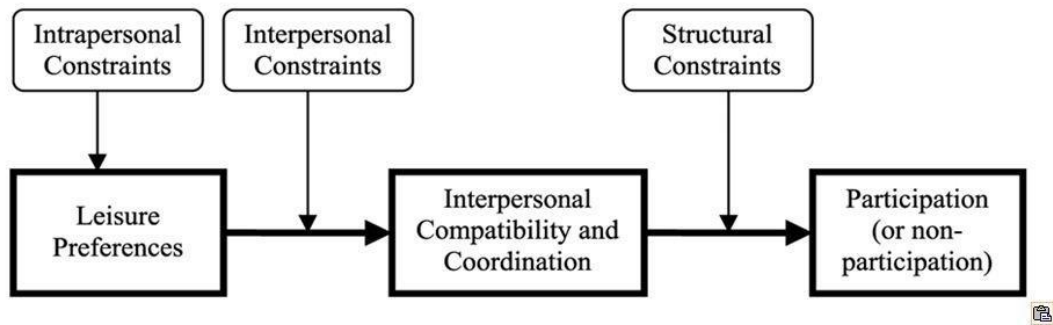 Intrapersonal
Constraints
Interpersonal
Constraints
Structural
Constraints
Leisure
Preferences
Interpersonal
Compatibility and
Coordination
Participation
(or non-
participation)